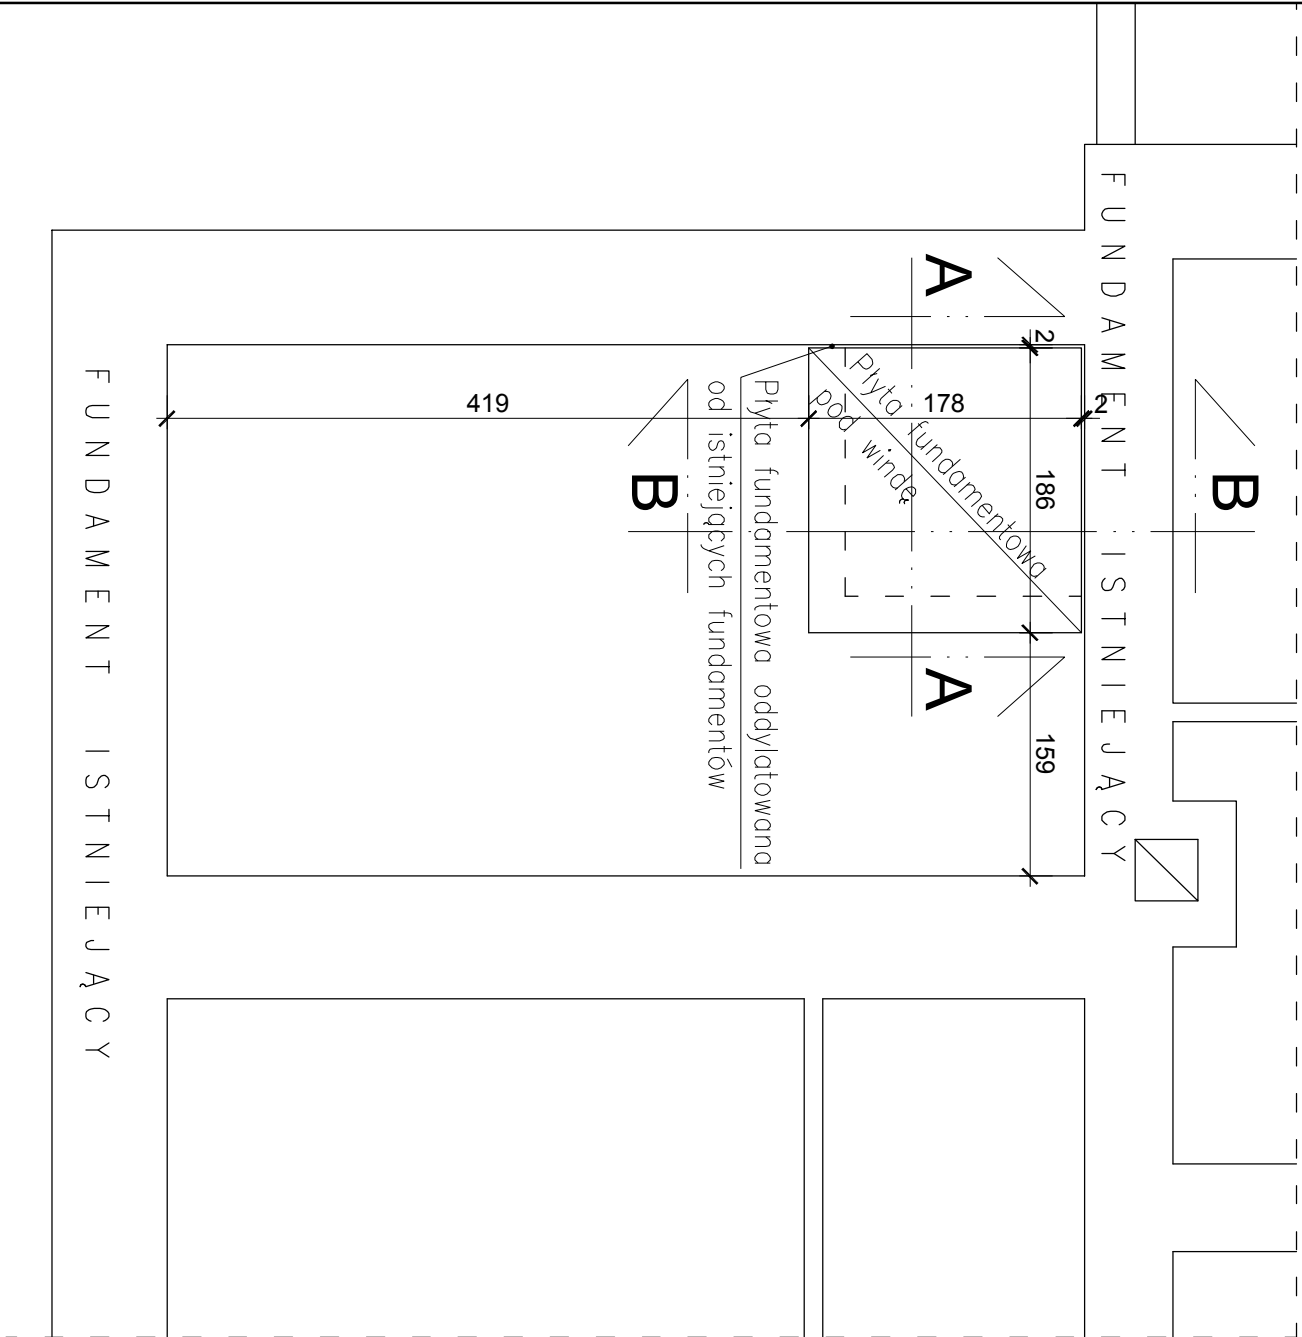 FUNDAMENT ISTNIEJĄCY
A
2
419
178
2
Płyta fundamentowa
pod windę
186
B
B
Płyta fundamentowa oddylatowana
od istniejących fundamentów
A
159
FUNDAMENT ISTNIEJĄCY